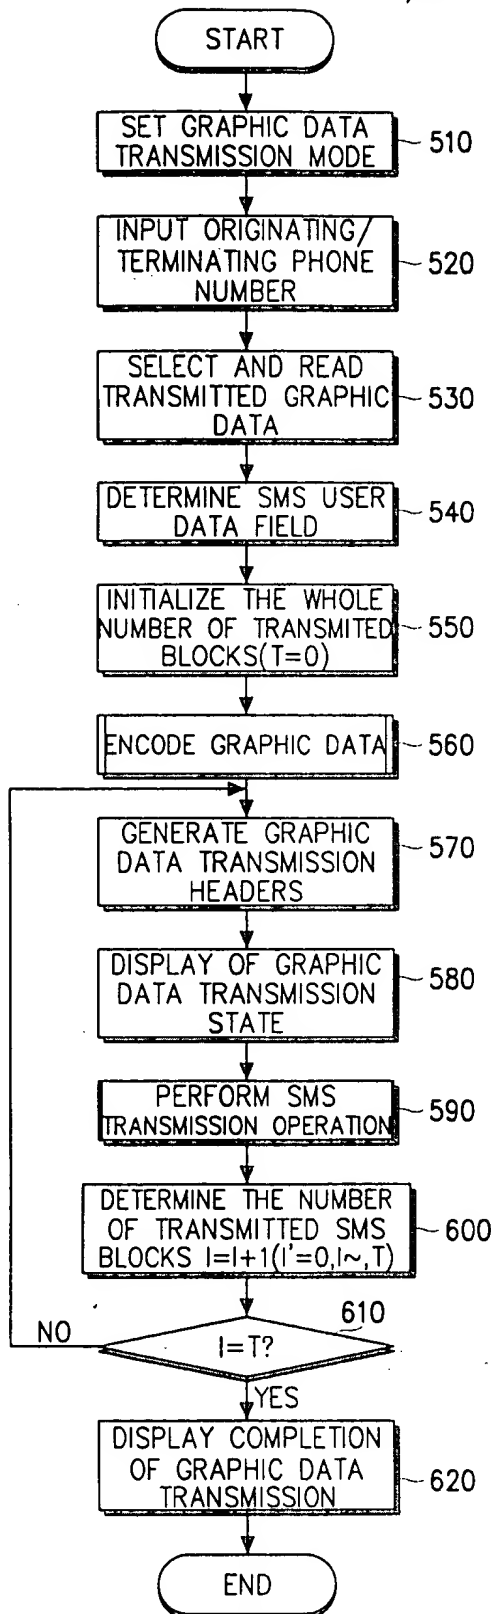 START
SET GRAPHIC DATA
TRANSMISSION MODE
510
INPUT ORIGINATING/
TERMINATING PHONE
NUMBER
520
SELECT AND READ
TRANSMITTED GRAPHIC
DATA
530
DETERMINE SMS USER
DATA FIELD
540
INITIALIZE THE WHOLE
NUMBER OF TRANSMITED
BLOCKS(T=0)
550
ENCODE GRAPHIC DATA
560
GENERATE GRAPHIC
DATA TRANSMISSION
HEADERS
570
DISPLAY OF GRAPHIC
DATA TRANSMISSION
STATE
580
PERFORM SMS
TRANSMISSION OPERATION
590
DETERMINE THE NUMBER
OF TRANSMITTED SMS
BLOCKS I=I+1(I'=0,I~,T)
600
610
I=T?
NO
YES
DISPLAY COMPLETION
OF GRAPHIC DATA
TRANSMISSION
620
END